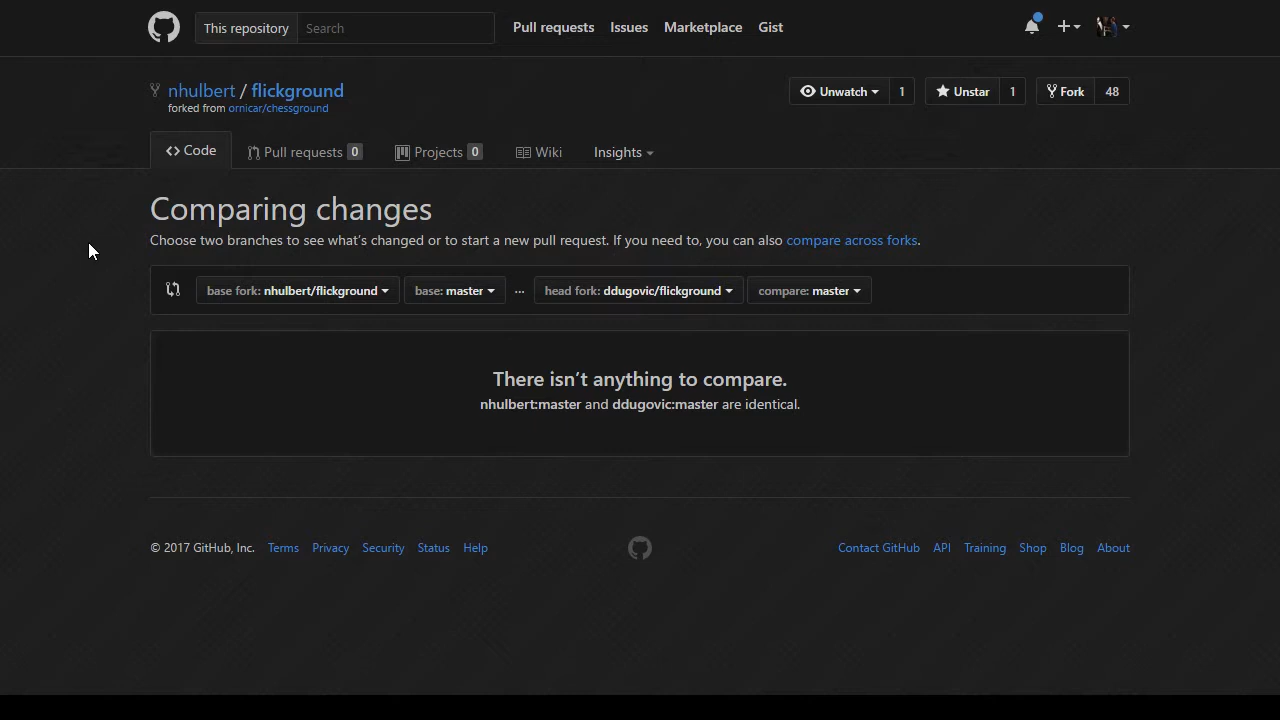 This repository Search Pull requests Issues Marketplace Gist
nhulbert / flickground Unwatch 1 Unstar 1 Fork 48
forked from ornicar/chessground
Code Pull requests 0 Projects 0 Wiki Insights
Comparing changes
Choose two branches to see what's changed or to start a new pull request. If you need to, you can also compare across forks.
base fork: nhulbert/flickground base: master ... head fork: ddugovic/flickground compare: master
There isn't anything to compare.
nhulbert:master and ddugovic:master are identical.
© 2017 GitHub, Inc. Terms Privacy Security Status Help Contact GitHub API Training Shop Blog About